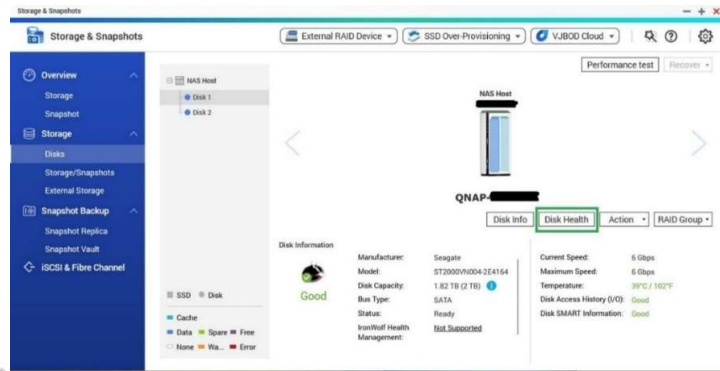 Storage & Snapshots
Storage & Snapshots
External RAID Device
SSD Over-Provisioning
VJBOD Cloud
Performance test
Recover
Overview
Storage
Snapshot
Storage
Disks
Storage/Snapshots
External Storage
Snapshot Backup
Snapshot Replica
Snapshot Vault
iSCSI & Fibre Channel
NAS Host
Disk 1
Disk 2
SSD Disk
Cache
Data Spare Free
None Wa... Error
NAS Host
QNAP-
Disk Info
Disk Health
Action
RAID Group
Disk Information
Good
Manufacturer: Seagate
Model: ST2000VN004-2E4164
Disk Capacity: 1.82 TB (2 TB)
Bus Type: SATA
Status: Ready
IronWolf Health Management: Not Supported
Current Speed: 6 Gbps
Maximum Speed: 6 Gbps
Temperature: 39°C / 102°F
Disk Access History (I/O): Good
Disk SMART Information: Good